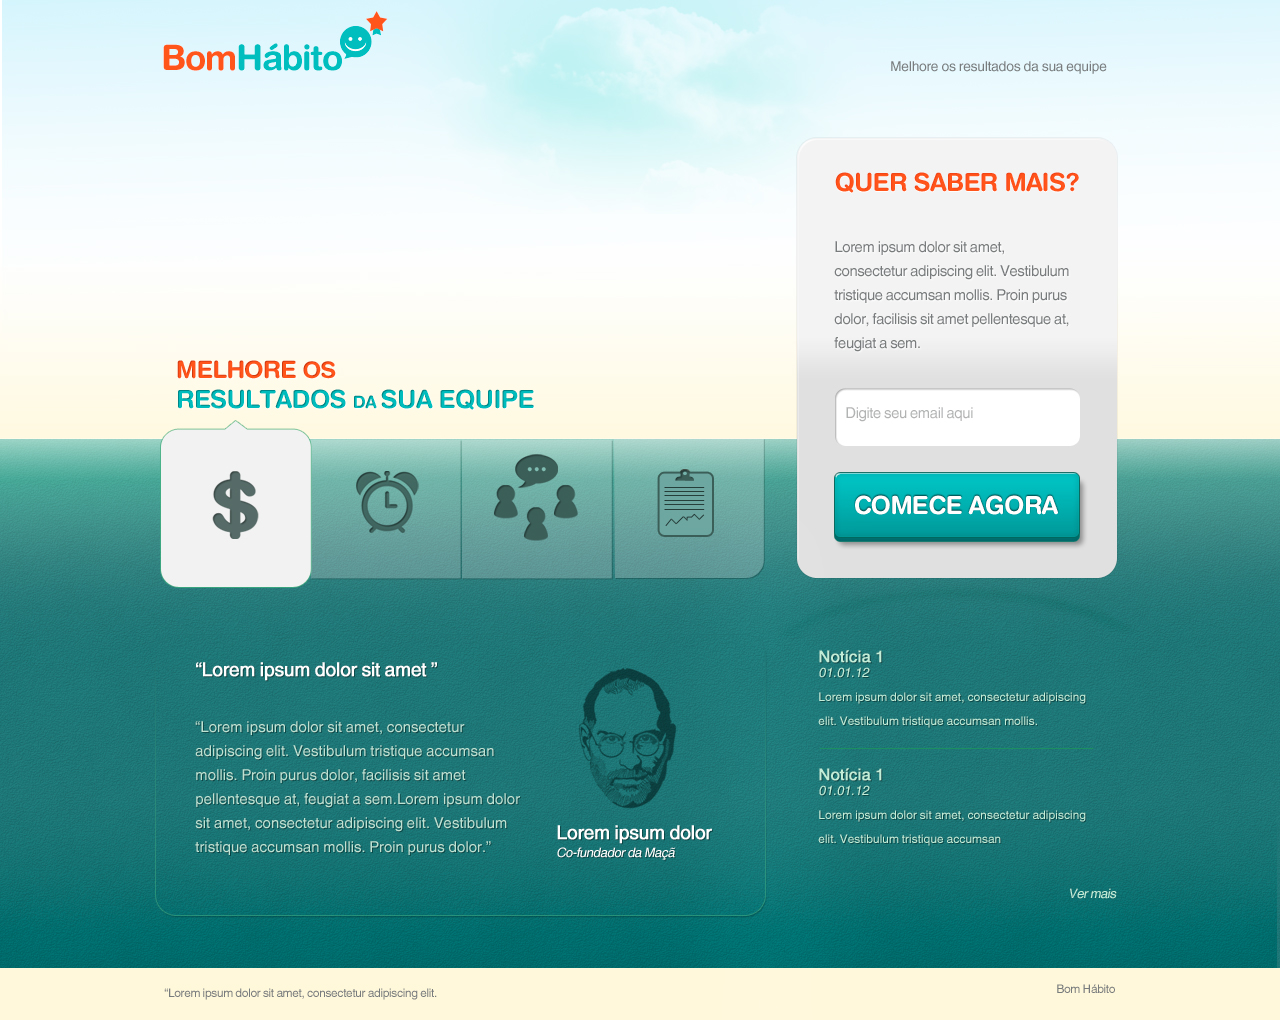 BomHábito
Melhore os resultados da sua equipe
QUER SABER MAIS?
Lorem ipsum dolor sit amet,
consectetur adipiscing elit. Vestibulum
tristique accumsan mollis. Proin purus
dolor, facilisis sit amet pellentesque at,
feugiat a sem.
Digite seu email aqui
COMECE AGORA
MELHORE OS
RESULTADOS DA SUA EQUIPE
$
“Lorem ipsum dolor sit amet ”
“Lorem ipsum dolor sit amet, consectetur
adipiscing elit. Vestibulum tristique accumsan
mollis. Proin purus dolor, facilisis sit amet
pellentesque at, feugiat a sem.Lorem ipsum dolor
sit amet, consectetur adipiscing elit. Vestibulum
tristique accumsan mollis. Proin purus dolor.”
Lorem ipsum dolor
Co-fundador da Maçã
Notícia 1
01.01.12
Lorem ipsum dolor sit amet, consectetur adipiscing
elit. Vestibulum tristique accumsan mollis.
Notícia 1
01.01.12
Lorem ipsum dolor sit amet, consectetur adipiscing
elit. Vestibulum tristique accumsan
Ver mais
“Lorem ipsum dolor sit amet, consectetur adipiscing elit.
Bom Hábito